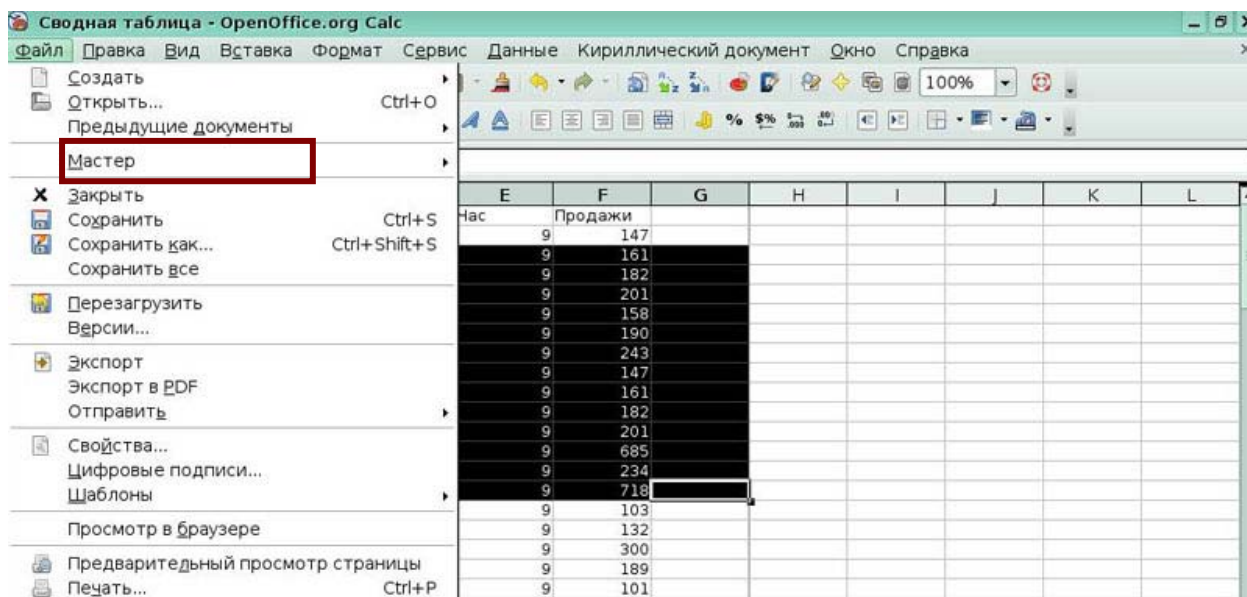 Сводная таблица - OpenOffice.org Calc
Файл Правка Вид Вставка Формат Сервис Данные Кириллический документ Окно Справка
100%
Создать
Открыть... Ctrl+O
Предыдущие документы
Мастер
Закрыть
Сохранить Ctrl+S
Сохранить как... Ctrl+Shift+S
Сохранить все
Перезагрузить
Версии...
Экспорт
Экспорт в PDF
Отправить
Свойства...
Цифровые подписи...
Шаблоны
Просмотр в браузере
Предварительный просмотр страницы
Печать... Ctrl+P
E F G H I J K L
Час Продажи
9 147
9 161
9 182
9 201
9 158
9 190
9 243
9 147
9 161
9 182
9 201
9 685
9 234
9 718
9 103
9 132
9 300
9 189
9 101